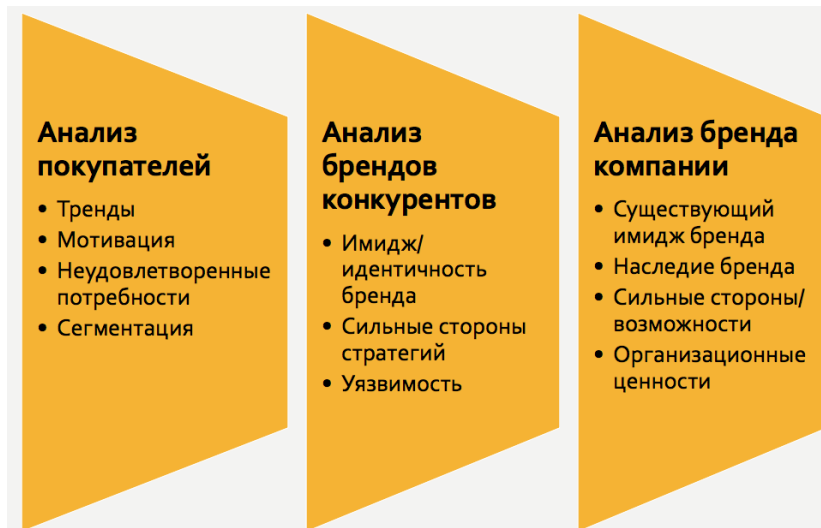 Анализ
покупателей
• Тренды
• Мотивация
• Неудовлетворенные
потребности
• Сегментация
Анализ
брендов
конкурентов
• Имидж/
идентичность
бренда
• Сильные стороны
стратегий
• Уязвимость
Анализ бренда
компании
• Существующий
имидж бренда
• Наследие бренда
• Сильные стороны/
возможности
• Организационные
ценности